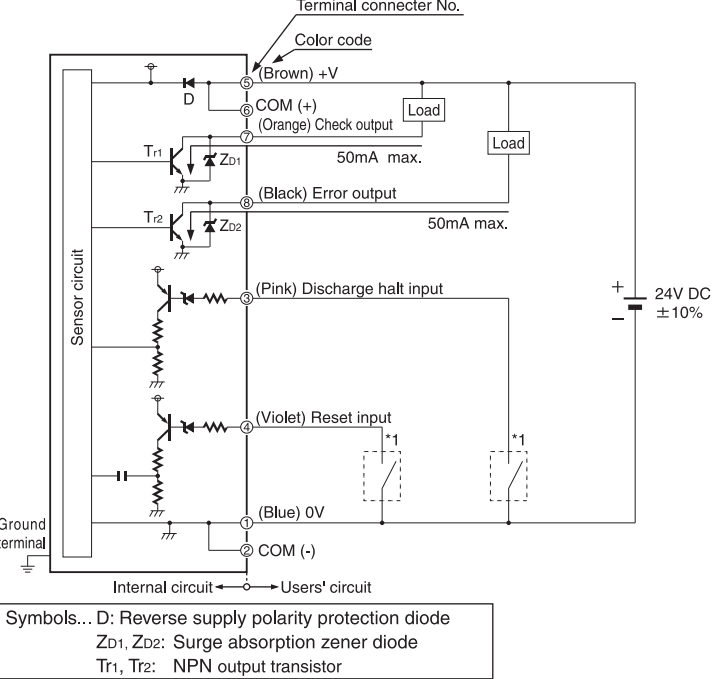 Terminal connecter No.
Color code
⑤ (Brown) +V
D
⑥ COM (+)
⑦ (Orange) Check output
Load
Load
Tr1
ZD1
50mA max.
⑧ (Black) Error output
Tr2
ZD2
50mA max.
Sensor circuit
③ (Pink) Discharge halt input
+
−
24V DC
±10%
④ (Violet) Reset input
*1
*1
① (Blue) 0V
Ground
terminal
② COM (-)
Internal circuit
Users' circuit
Symbols... D: Reverse supply polarity protection diode
ZD1, ZD2: Surge absorption zener diode
Tr1, Tr2: NPN output transistor